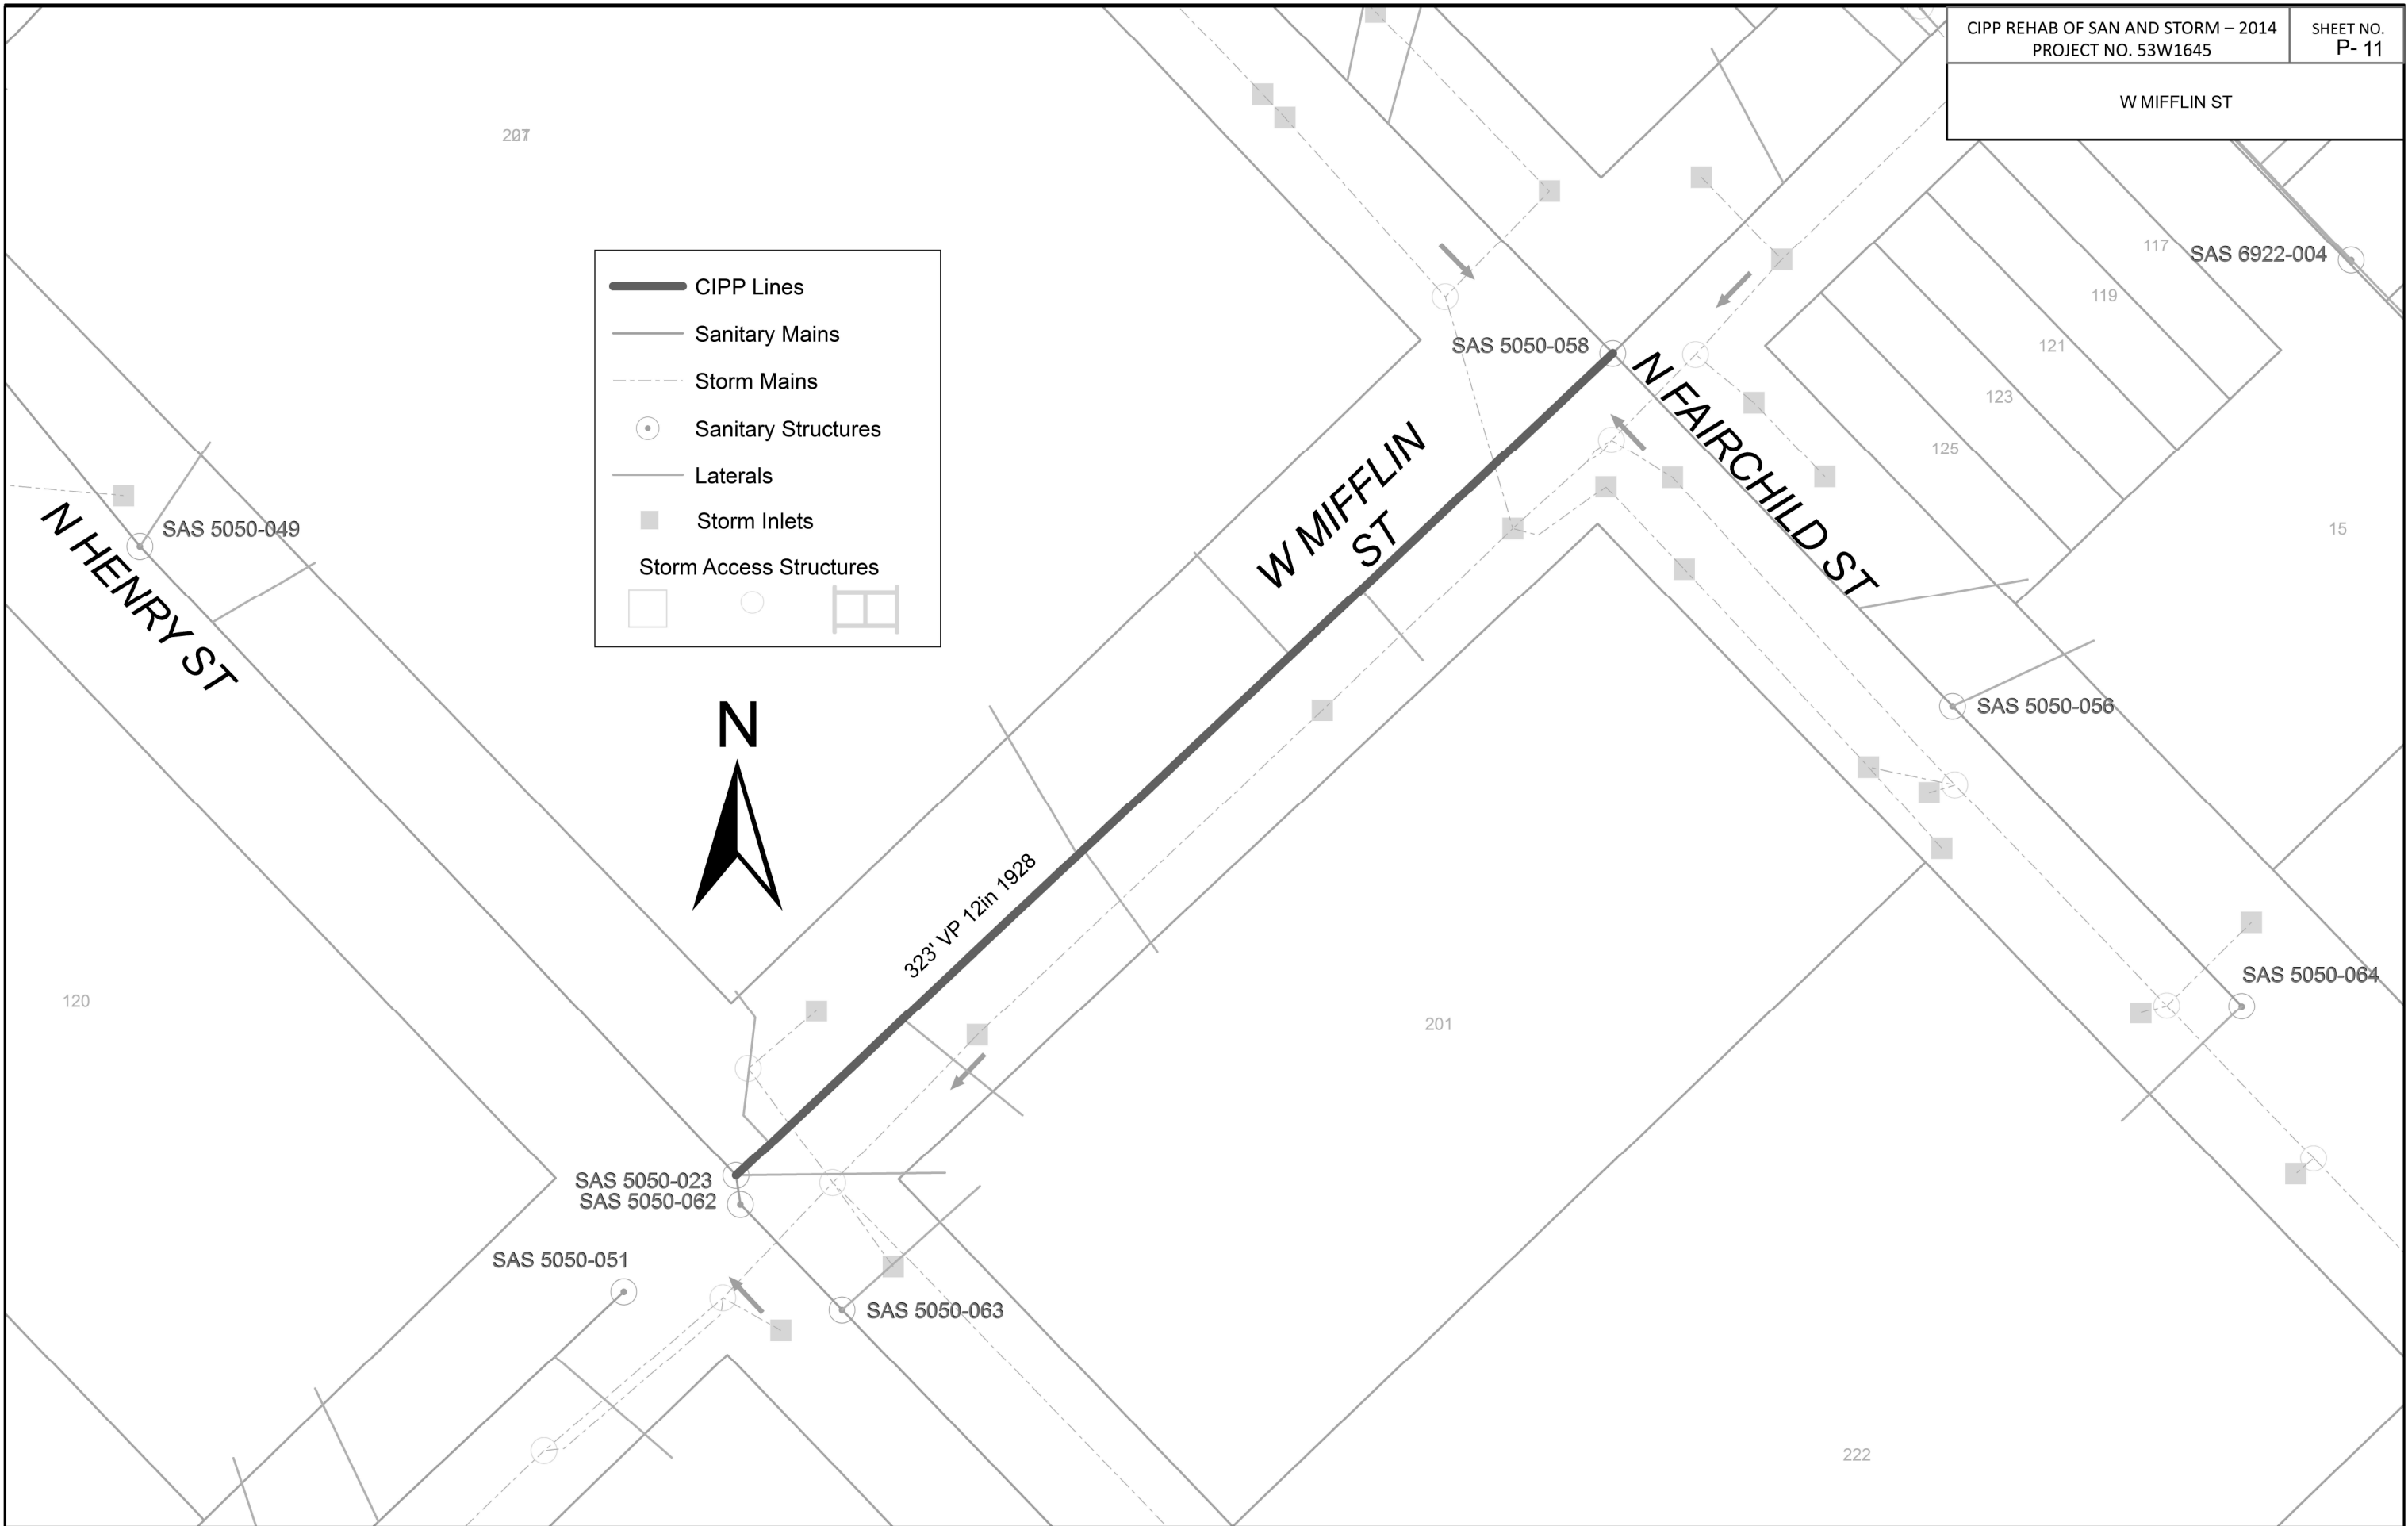 CIPP REHAB OF SAN AND STORM – 2014
PROJECT NO. 53W1645
SHEET NO.
P- 11
W MIFFLIN ST
CIPP Lines
Sanitary Mains
Storm Mains
Sanitary Structures
Laterals
Storm Inlets
Storm Access Structures
117
SAS 6922-004
119
121
123
125
15
SAS 5050-058
N FAIRCHILD ST
W MIFFLIN
ST
SAS 5050-049
N HENRY ST
N
SAS 5050-056
323' VP 12in 1928
SAS 5050-064
120
201
SAS 5050-023
SAS 5050-062
SAS 5050-051
SAS 5050-063
222